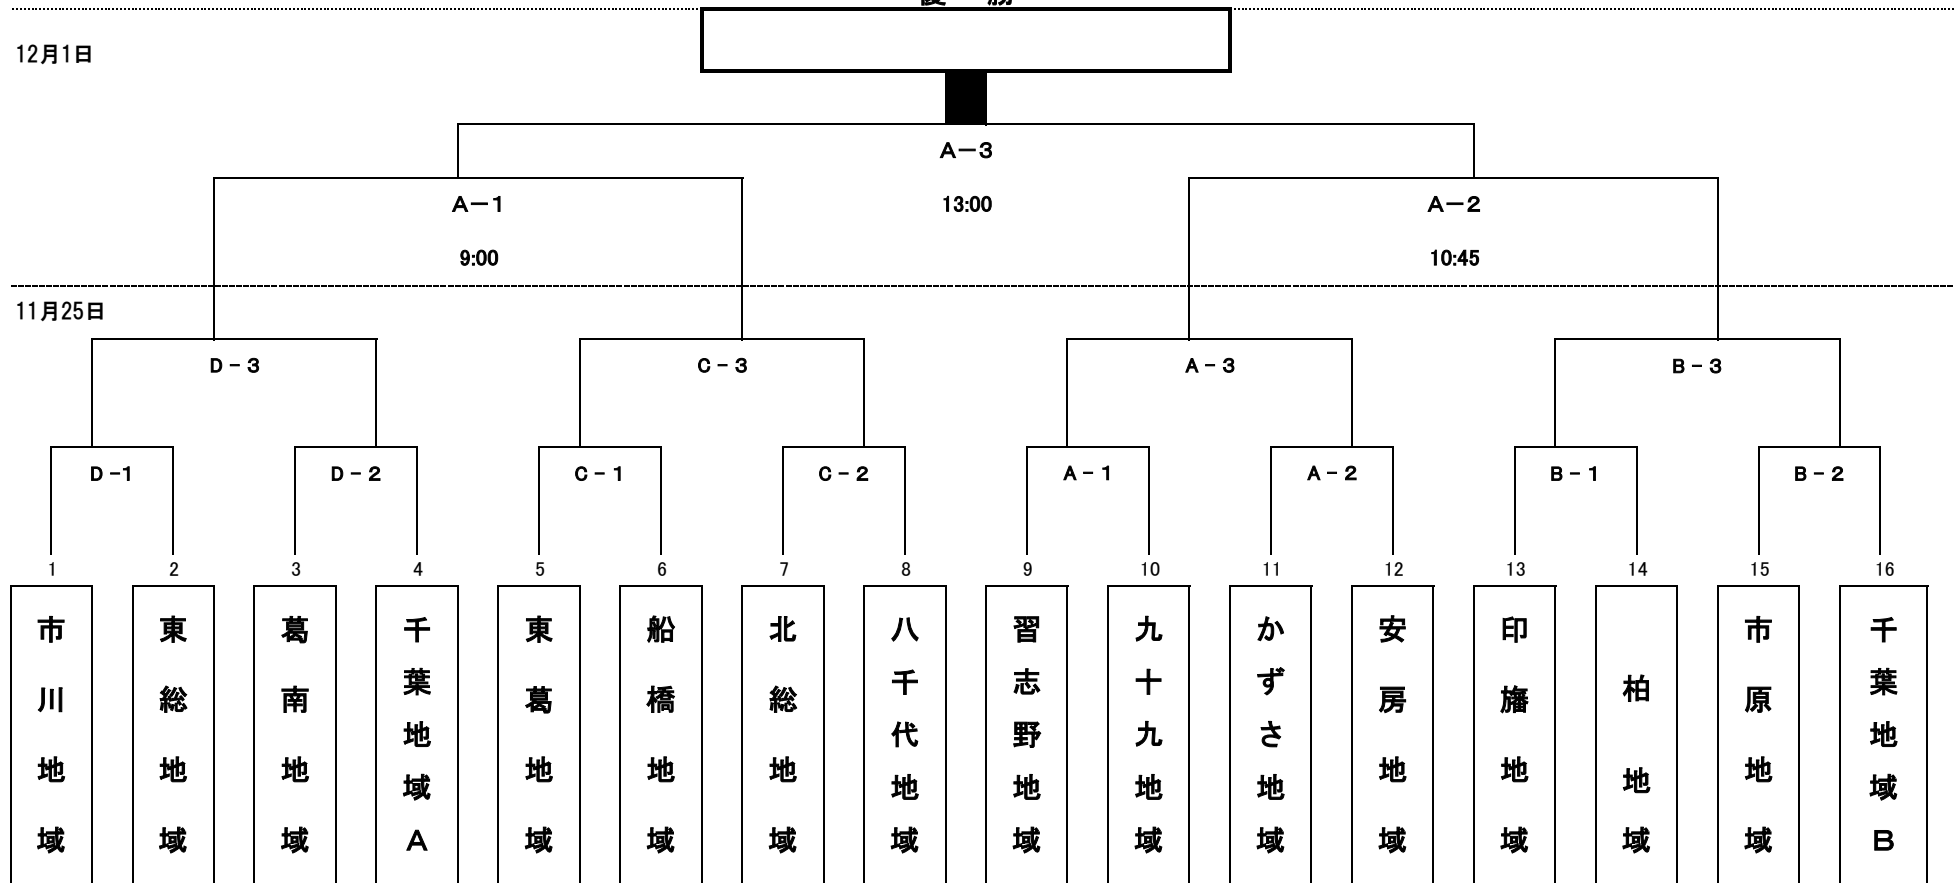 優 勝
12月1日
A－3
A－1
13:00
A－2
9:00
10:45
11月25日
D－3
C－3
A－3
B－3
D－1
D－2
C－1
C－2
A－1
A－2
B－1
B－2
1 2 3 4 5 6 7 8 9 10 11 12 13 14 15 16
市川地域
東総地域
葛南地域
千葉地域A
東葛地域
船橋地域
北総地域
八千代地域
習志野地域
九十九地域
かずさ地域
安房地域
印旛地域
柏地域
市原地域
千葉地域B